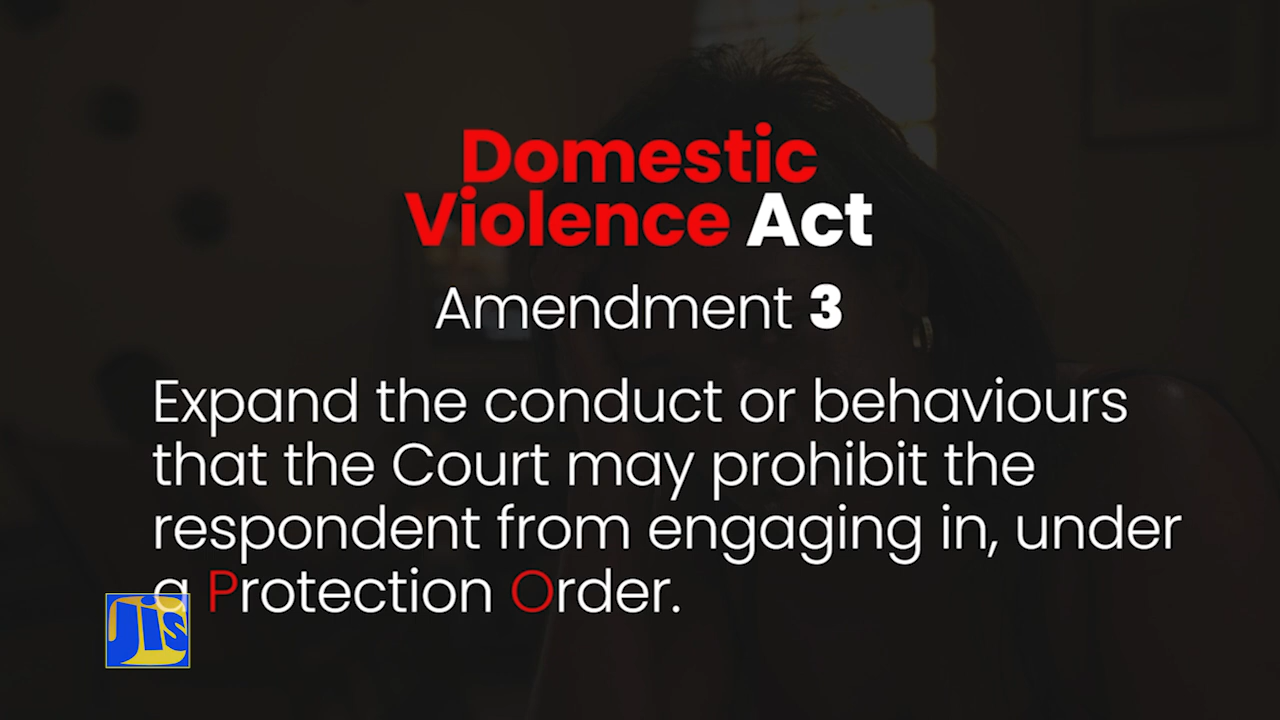 Domestic
Violence Act
Amendment 3
Expand the conduct or behaviours
that the Court may prohibit the
respondent from engaging in, under
a Protection Order.
Jis